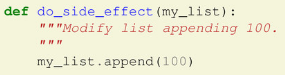 def do_side_effect(my_list):
    """Modify list appending 100.
    """
    my_list.append(100)